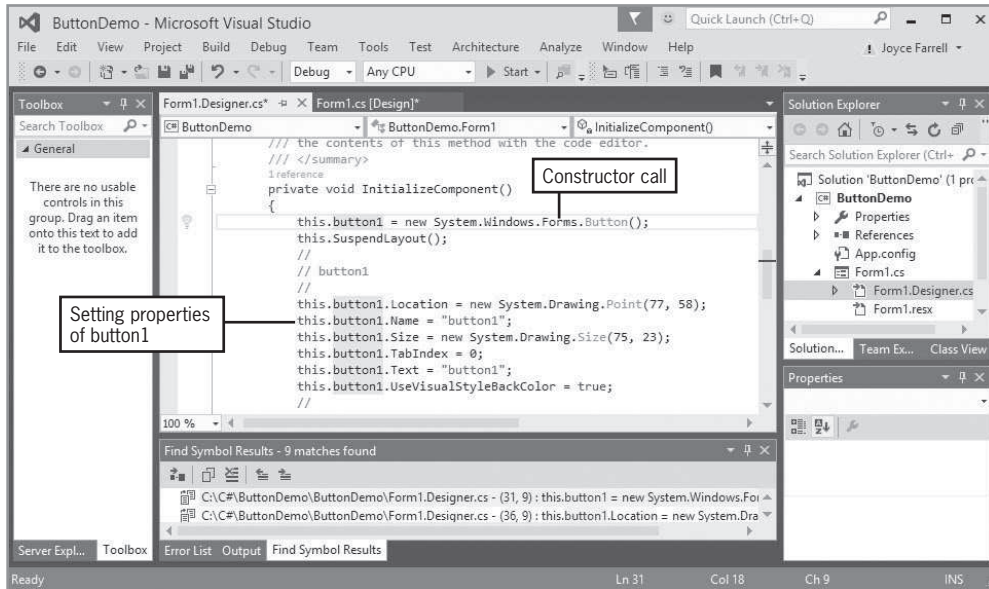 ButtonDemo - Microsoft Visual Studio
Quick Launch (Ctrl+Q)
File Edit View Project Build Debug Team Tools Test Architecture Analyze Window Help
Joyce Farrell
Debug Any CPU Start
Toolbox
Search Toolbox
General
There are no usable
controls in this
group. Drag an item
onto this text to add
it to the toolbox.
Server Expl... Toolbox
Form1.Designer.cs* Form1.cs [Design]*
ButtonDemo ButtonDemo.Form1 InitializeComponent()
/// the contents of this method with the code editor.
/// </summary>
1 reference
private void InitializeComponent()
{
this.button1 = new System.Windows.Forms.Button();
this.SuspendLayout();
//
// button1
//
this.button1.Location = new System.Drawing.Point(77, 58);
this.button1.Name = "button1";
this.button1.Size = new System.Drawing.Size(75, 23);
this.button1.TabIndex = 0;
this.button1.Text = "button1";
this.button1.UseVisualStyleBackColor = true;
//
100 %
Constructor call
Setting properties
of button1
Find Symbol Results - 9 matches found
C:\C#\ButtonDemo\ButtonDemo\Form1.Designer.cs - (31, 9) : this.button1 = new System.Windows.For
C:\C#\ButtonDemo\ButtonDemo\Form1.Designer.cs - (36, 9) : this.button1.Location = new System.Dra
Error List Output Find Symbol Results
Solution Explorer
Search Solution Explorer (Ctrl+
Solution 'ButtonDemo' (1 pro
C# ButtonDemo
Properties
References
App.config
Form1.cs
Form1.Designer.cs
Form1.resx
Solution... Team Ex... Class View
Properties
Ready Ln 31 Col 18 Ch 9 INS